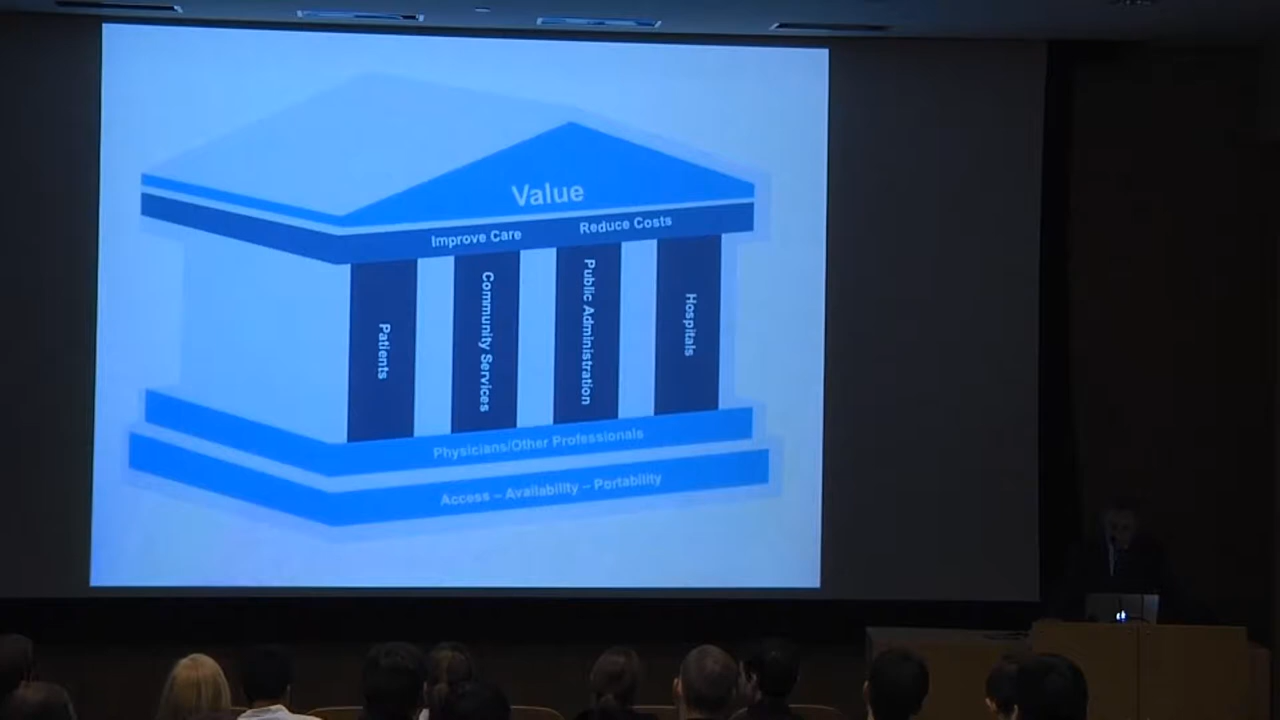 Value
Improve Care
Reduce Costs
Patients
Community Services
Public Administration
Hospitals
Physicians/Other Professionals
Access – Availability – Portability